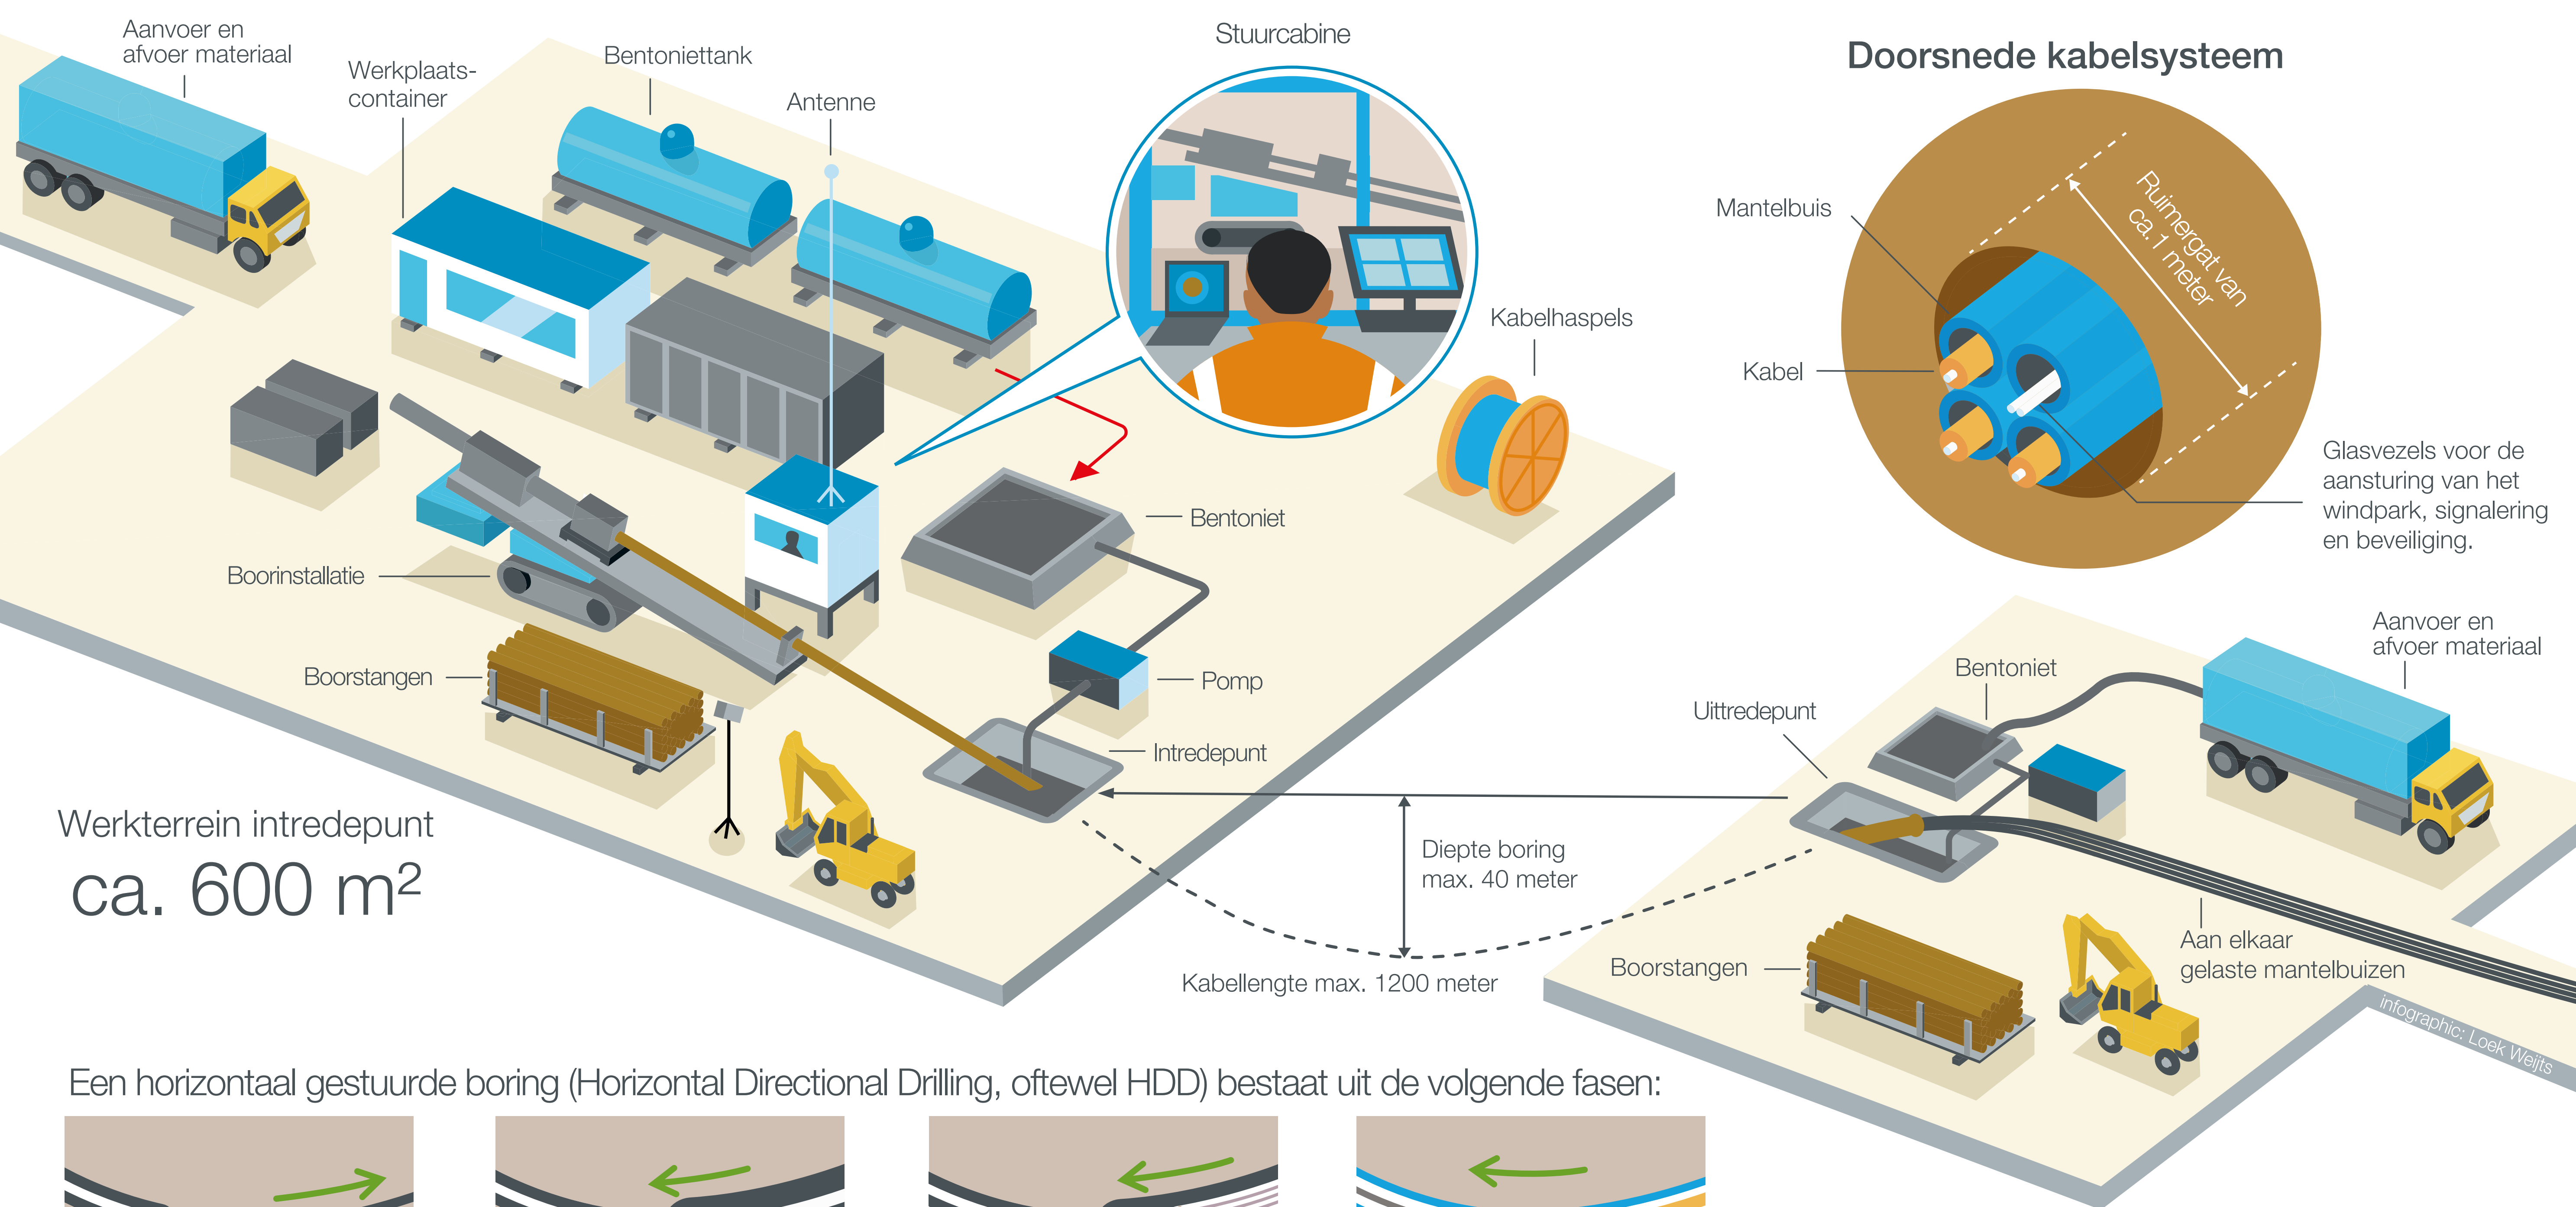 Aanvoer en
afvoer materiaal
Werkplaats-
container
Bentoniettank
Antenne
Stuurcabine
Kabelhaspels
Boorinstallatie
Boorstangen
Bentoniet
Pomp
Intredepunt
Werkterrein intredepunt
ca. 600 m²
Diepte boring
max. 40 meter
Kabellengte max. 1200 meter
Doorsnede kabelsysteem
Mantelbuis
Kabel
Ruimergat van
ca. 1 meter
Glasvezels voor de
aansturing van het
windpark, signalering
en beveiliging.
Aanvoer en
afvoer materiaal
Bentoniet
Uittredepunt
Boorstangen
Aan elkaar
gelaste mantelbuizen
infographic: Loek Weijts
Een horizontaal gestuurde boring (Horizontal Directional Drilling, oftewel HDD) bestaat uit de volgende fasen: